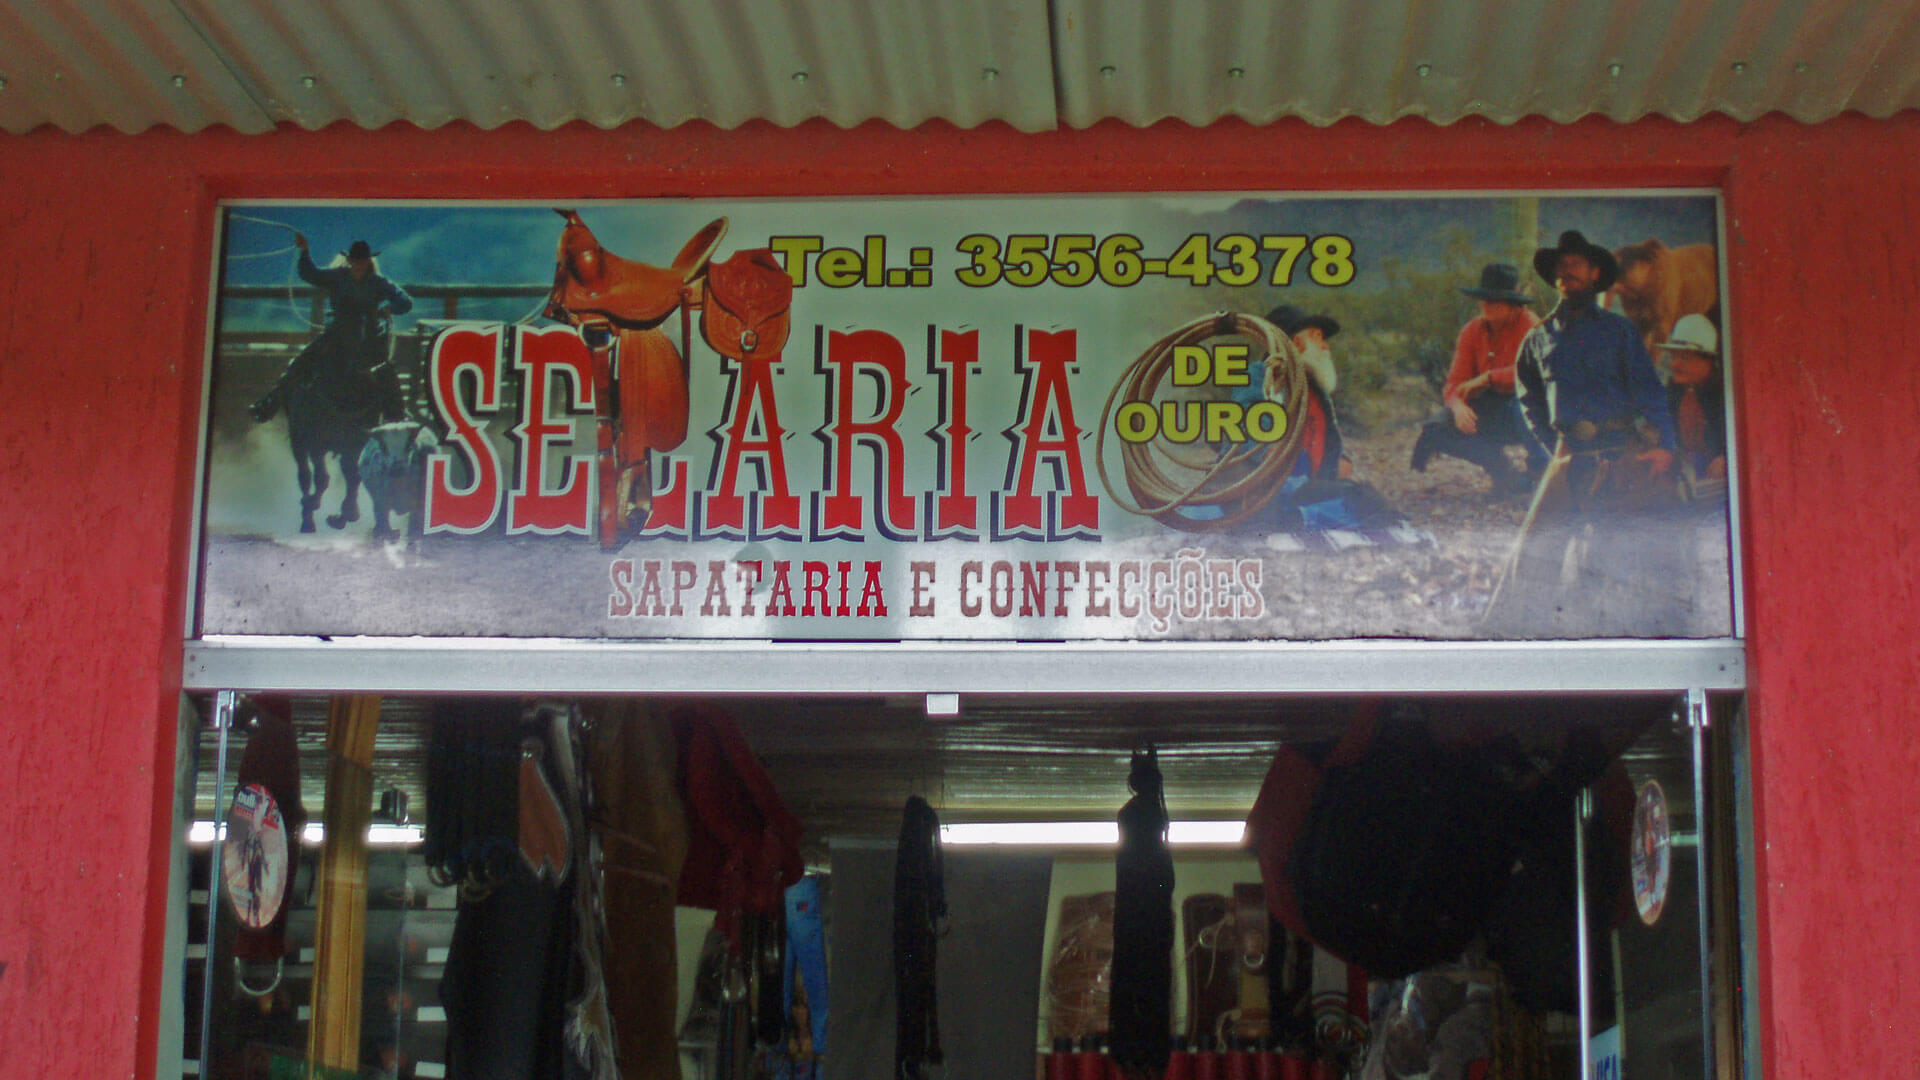 Tel.: 3556-4378
SELARIA
DE
OURO
SAPATARIA E CONFECÇÕES